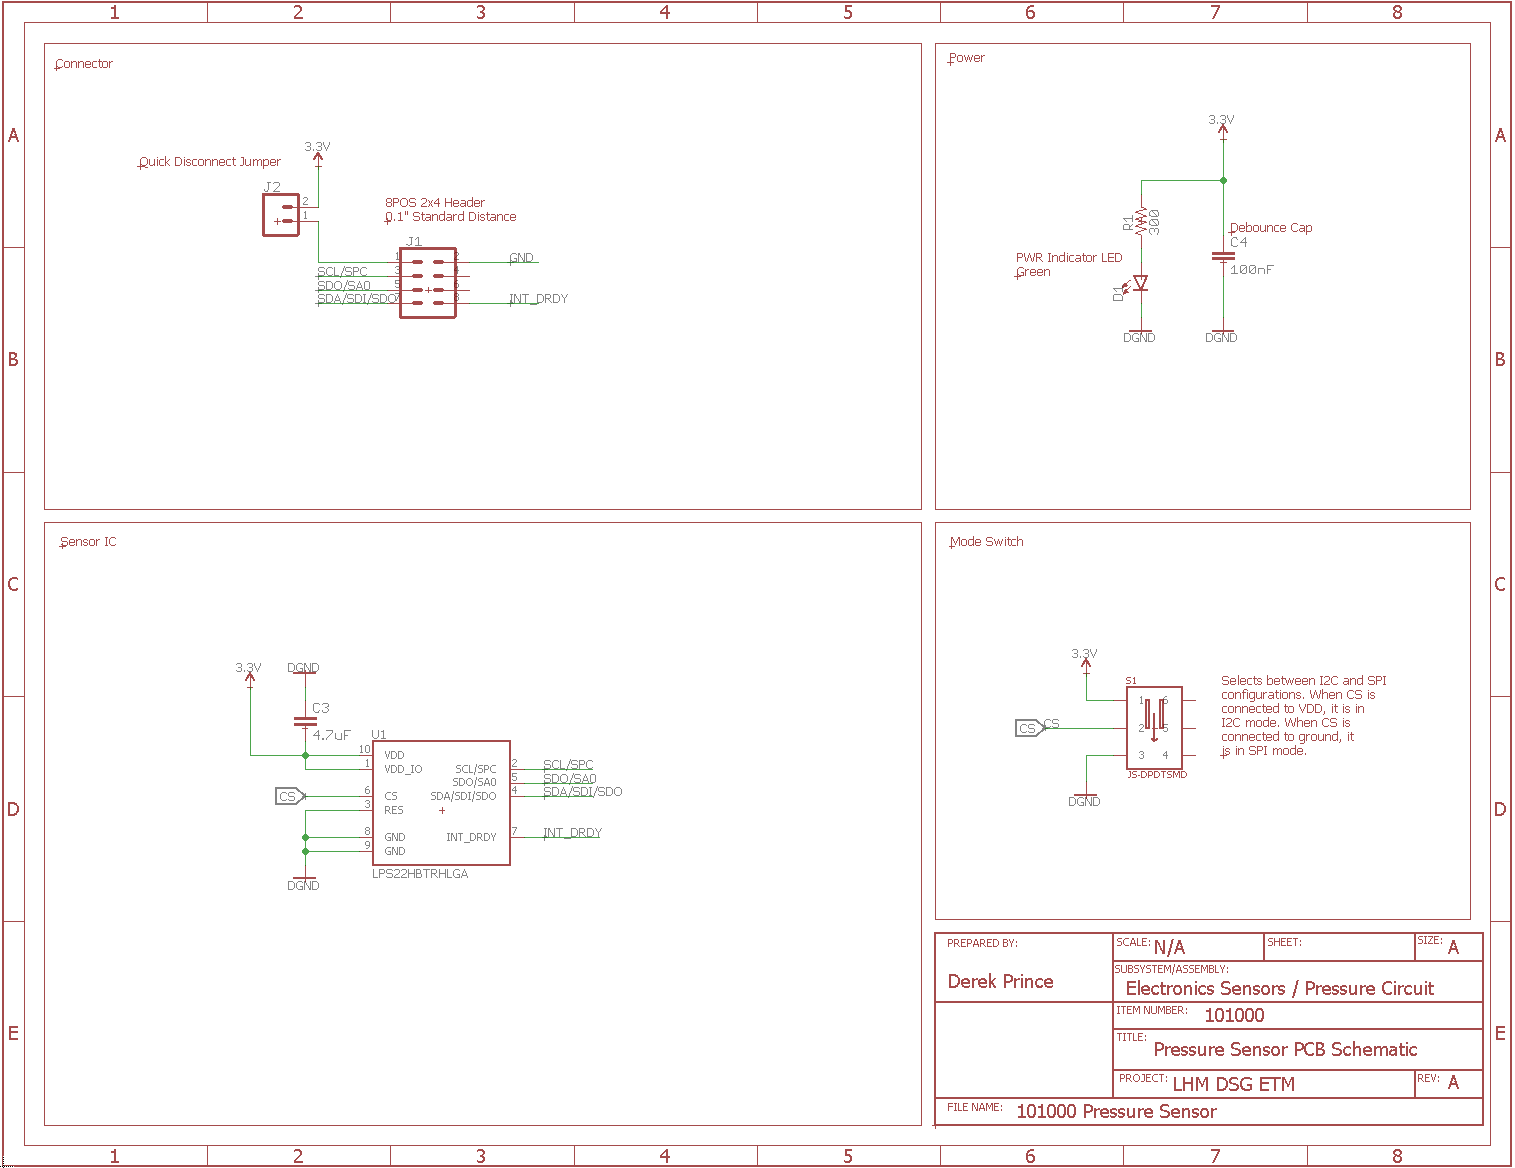 1 2 3 4 5 6 7 8
A
B
C
D
E
A
B
C
D
E
Connector
Quick Disconnect Jumper
3.3V
J2
2
1
8POS 2x4 Header
0.1" Standard Distance
J1
1
3
5
7
2
4
6
8
SCL/SPC
SDO/SA0
SDA/SDI/SDO
GND
INT_DRDY
Power
3.3V
R1
300
Debounce Cap
C4
100nF
PWR Indicator LED
Green
D1
DGND
DGND
Sensor IC
3.3V
DGND
C3
4.7uF
U1
10 VDD
1 VDD_IO
6 CS
3 RES
8 GND
9 GND
CS
SCL/SPC 2 SCL/SPC
SDO/SA0 5 SDO/SA0
SDA/SDI/SDO 4 SDA/SDI/SDO
INT_DRDY 7 INT_DRDY
LPS22HBTRHLGA
DGND
Mode Switch
3.3V
S1
1 6
2 5
3 4
JS-DPDTSMD
CS
CS
DGND
Selects between I2C and SPI
configurations. When CS is
connected to VDD, it is in
I2C mode. When CS is
connected to ground, it
is in SPI mode.
PREPARED BY:
Derek Prince
SCALE: N/A
SHEET:
SIZE: A
SUBSYSTEM/ASSEMBLY:
Electronics Sensors / Pressure Circuit
ITEM NUMBER: 101000
TITLE:
Pressure Sensor PCB Schematic
PROJECT: LHM DSG ETM
REV: A
FILE NAME: 101000 Pressure Sensor
1 2 3 4 5 6 7 8